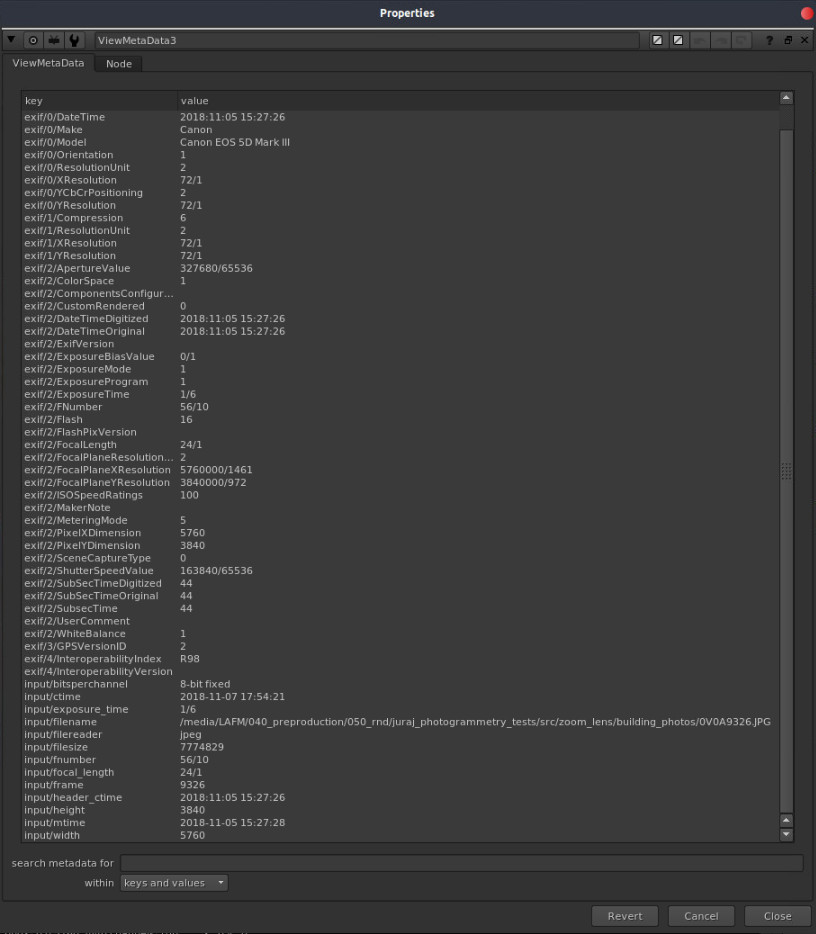 Properties
ViewMetaData3
?
ViewMetaData Node
key value
exif/0/DateTime 2018:11:05 15:27:26
exif/0/Make Canon
exif/0/Model Canon EOS 5D Mark III
exif/0/Orientation 1
exif/0/ResolutionUnit 2
exif/0/XResolution 72/1
exif/0/YCbCrPositioning 2
exif/0/YResolution 72/1
exif/1/Compression 6
exif/1/ResolutionUnit 2
exif/1/XResolution 72/1
exif/1/YResolution 72/1
exif/2/ApertureValue 327680/65536
exif/2/ColorSpace 1
exif/2/ComponentsConfigur...
exif/2/CustomRendered 0
exif/2/DateTimeDigitized 2018:11:05 15:27:26
exif/2/DateTimeOriginal 2018:11:05 15:27:26
exif/2/ExifVersion
exif/2/ExposureBiasValue 0/1
exif/2/ExposureMode 1
exif/2/ExposureProgram 1
exif/2/ExposureTime 1/6
exif/2/FNumber 56/10
exif/2/Flash 16
exif/2/FlashPixVersion
exif/2/FocalLength 24/1
exif/2/FocalPlaneResolution... 2
exif/2/FocalPlaneXResolution 5760000/1461
exif/2/FocalPlaneYResolution 3840000/972
exif/2/ISOSpeedRatings 100
exif/2/MakerNote
exif/2/MeteringMode 5
exif/2/PixelXDimension 5760
exif/2/PixelYDimension 3840
exif/2/SceneCaptureType 0
exif/2/ShutterSpeedValue 163840/65536
exif/2/SubSecTimeDigitized 44
exif/2/SubSecTimeOriginal 44
exif/2/SubsecTime 44
exif/2/UserComment
exif/2/WhiteBalance 1
exif/3/GPSVersionID 2
exif/4/InteroperabilityIndex R98
exif/4/InteroperabilityVersion
input/bitsperchannel 8-bit fixed
input/ctime 2018-11-07 17:54:21
input/exposure_time 1/6
input/filename /media/LAFM/040_preproduction/050_rnd/juraj_photogrammetry_tests/src/zoom_lens/building_photos/0V0A9326.JPG
input/filereader jpeg
input/filesize 7774829
input/fnumber 56/10
input/focal_length 24/1
input/frame 9326
input/header_ctime 2018:11:05 15:27:26
input/height 3840
input/mtime 2018-11-05 15:27:28
input/width 5760
search metadata for
within keys and values
Revert Cancel Close